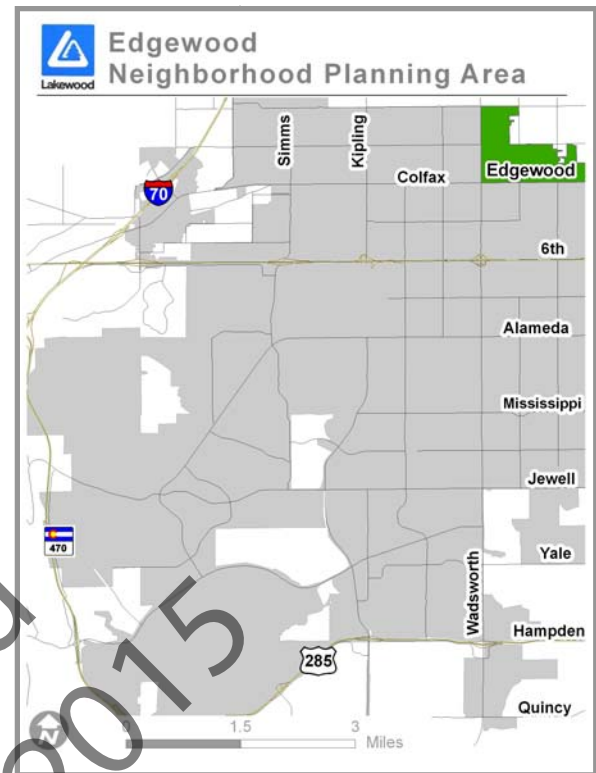 Lakewood
Edgewood
Neighborhood Planning Area
Simms
Kipling
Colfax
Edgewood
70
6th
Alameda
Mississippi
Jewell
470
Yale
Wadsworth
Hampden
285
Quincy
N
0
1.5
3
Miles
2015